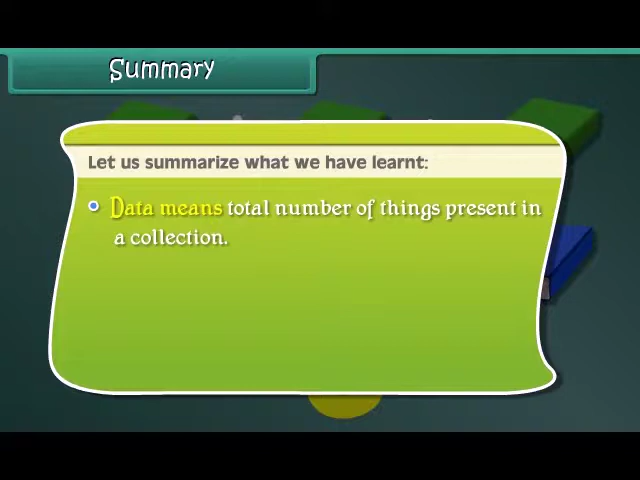 Summary
Let us summarize what we have learnt:
Data means total number of things present in
a collection.